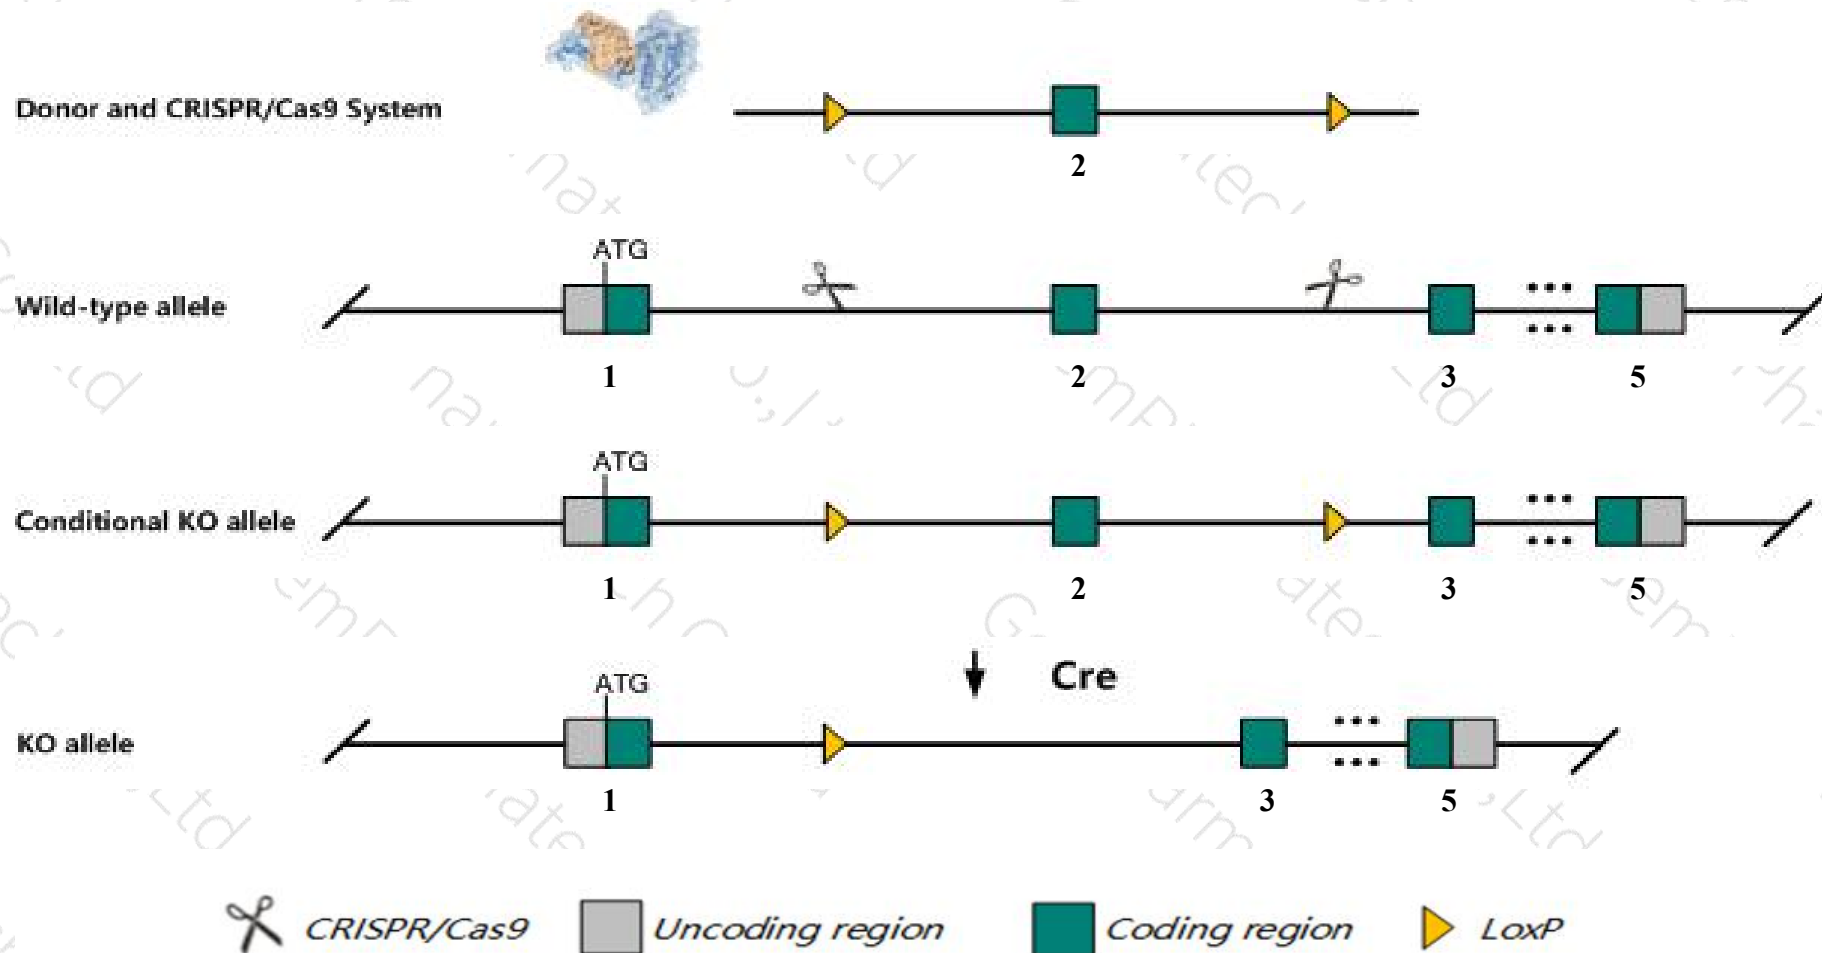 Donor and CRISPR/Cas9 System
2
ATG
Wild-type allele
1 2 3 5
ATG
Conditional KO allele
1 2 3 5
Cre
ATG
KO allele
1 3 5
CRISPR/Cas9 Uncoding region Coding region LoxP